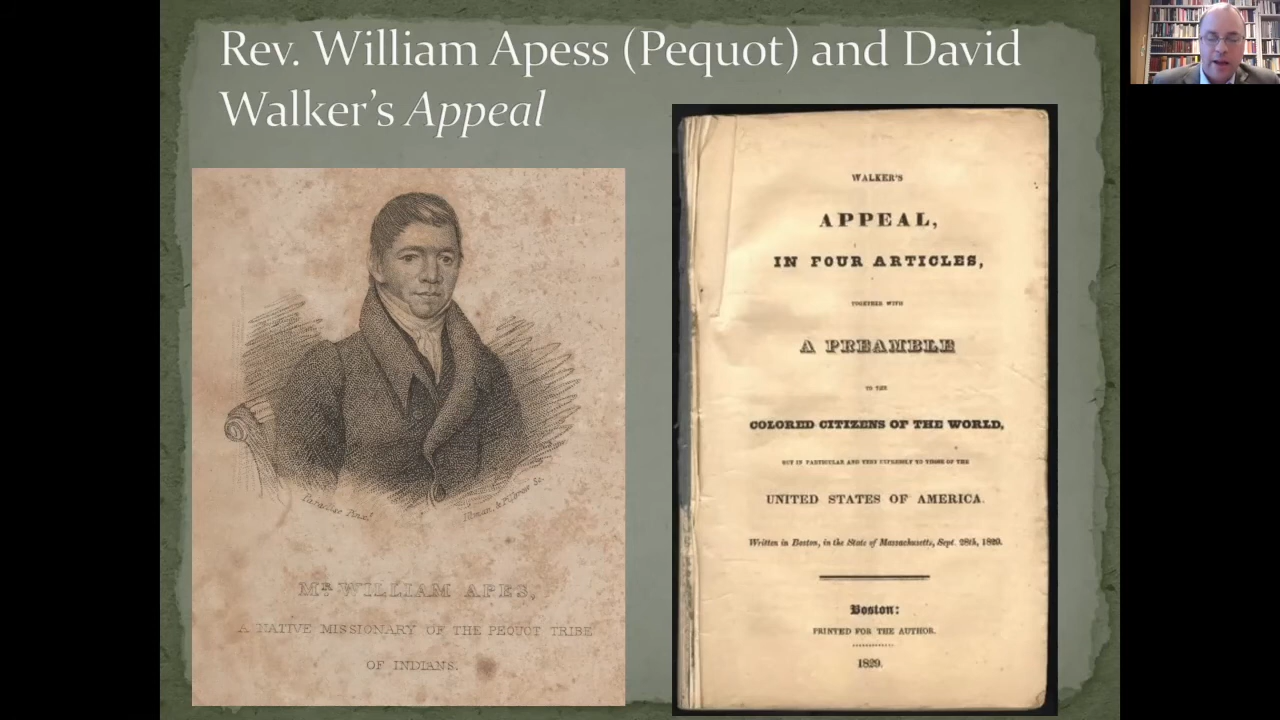 Rev. William Apess (Pequot) and David
Walker's Appeal
Mr WILLIAM APES,
A NATIVE MISSIONARY OF THE PEQUOT TRIBE
OF INDIANS.
WALKER'S
APPEAL,
IN FOUR ARTICLES,
TOGETHER WITH
A PREAMBLE
TO THE
COLORED CITIZENS OF THE WORLD,
BUT IN PARTICULAR AND VERY EXPRESSLY TO THOSE OF THE
UNITED STATES OF AMERICA.
Written in Boston, in the State of Massachusetts, Sept. 28th, 1829.
Boston:
PRINTED FOR THE AUTHOR.
1829.